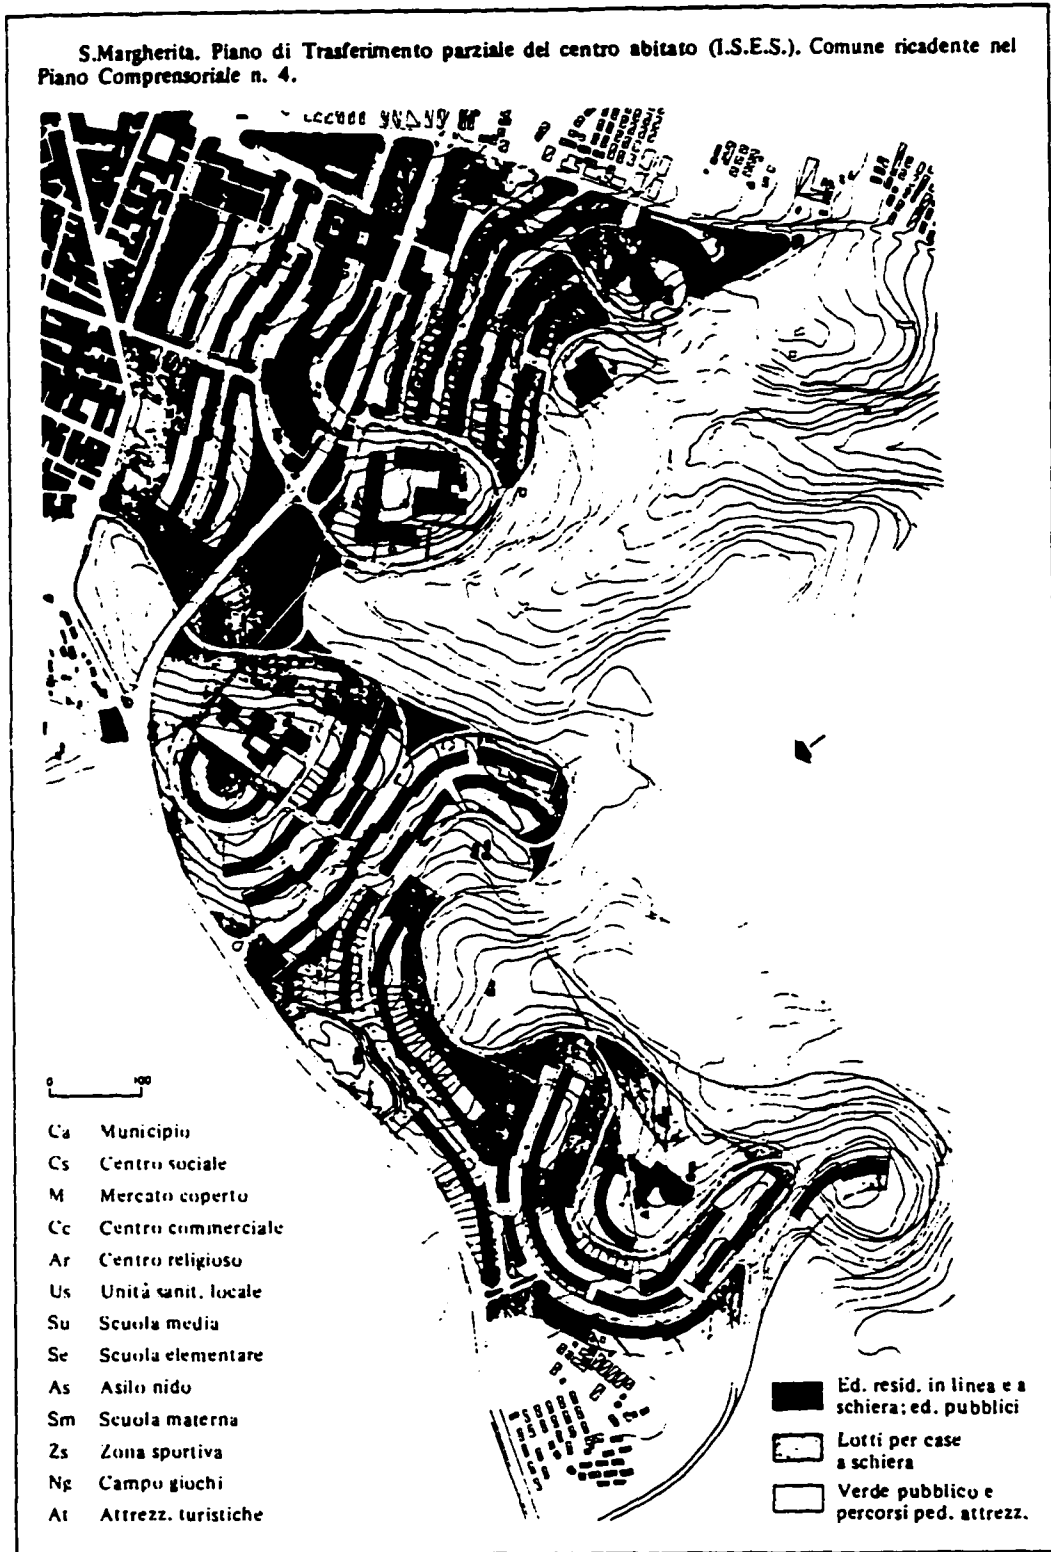 S.Margherita. Piano di Trasferimento parziale del centro abitato (I.S.E.S.). Comune ricadente nel
Piano Comprensoriale n. 4.
0 100
Ca Municipio
Cs Centro sociale
M Mercato coperto
Cc Centro commerciale
Ar Centro religioso
Us Unità sanit. locale
Su Scuola media
Se Scuola elementare
As Asilo nido
Sm Scuola materna
Zs Zona sportiva
Ng Campo giochi
At Attrezz. turistiche
Ed. resid. in linea e a
schiera; ed. pubblici
Lotti per case
a schiera
Verde pubblico e
percorsi ped. attrezz.